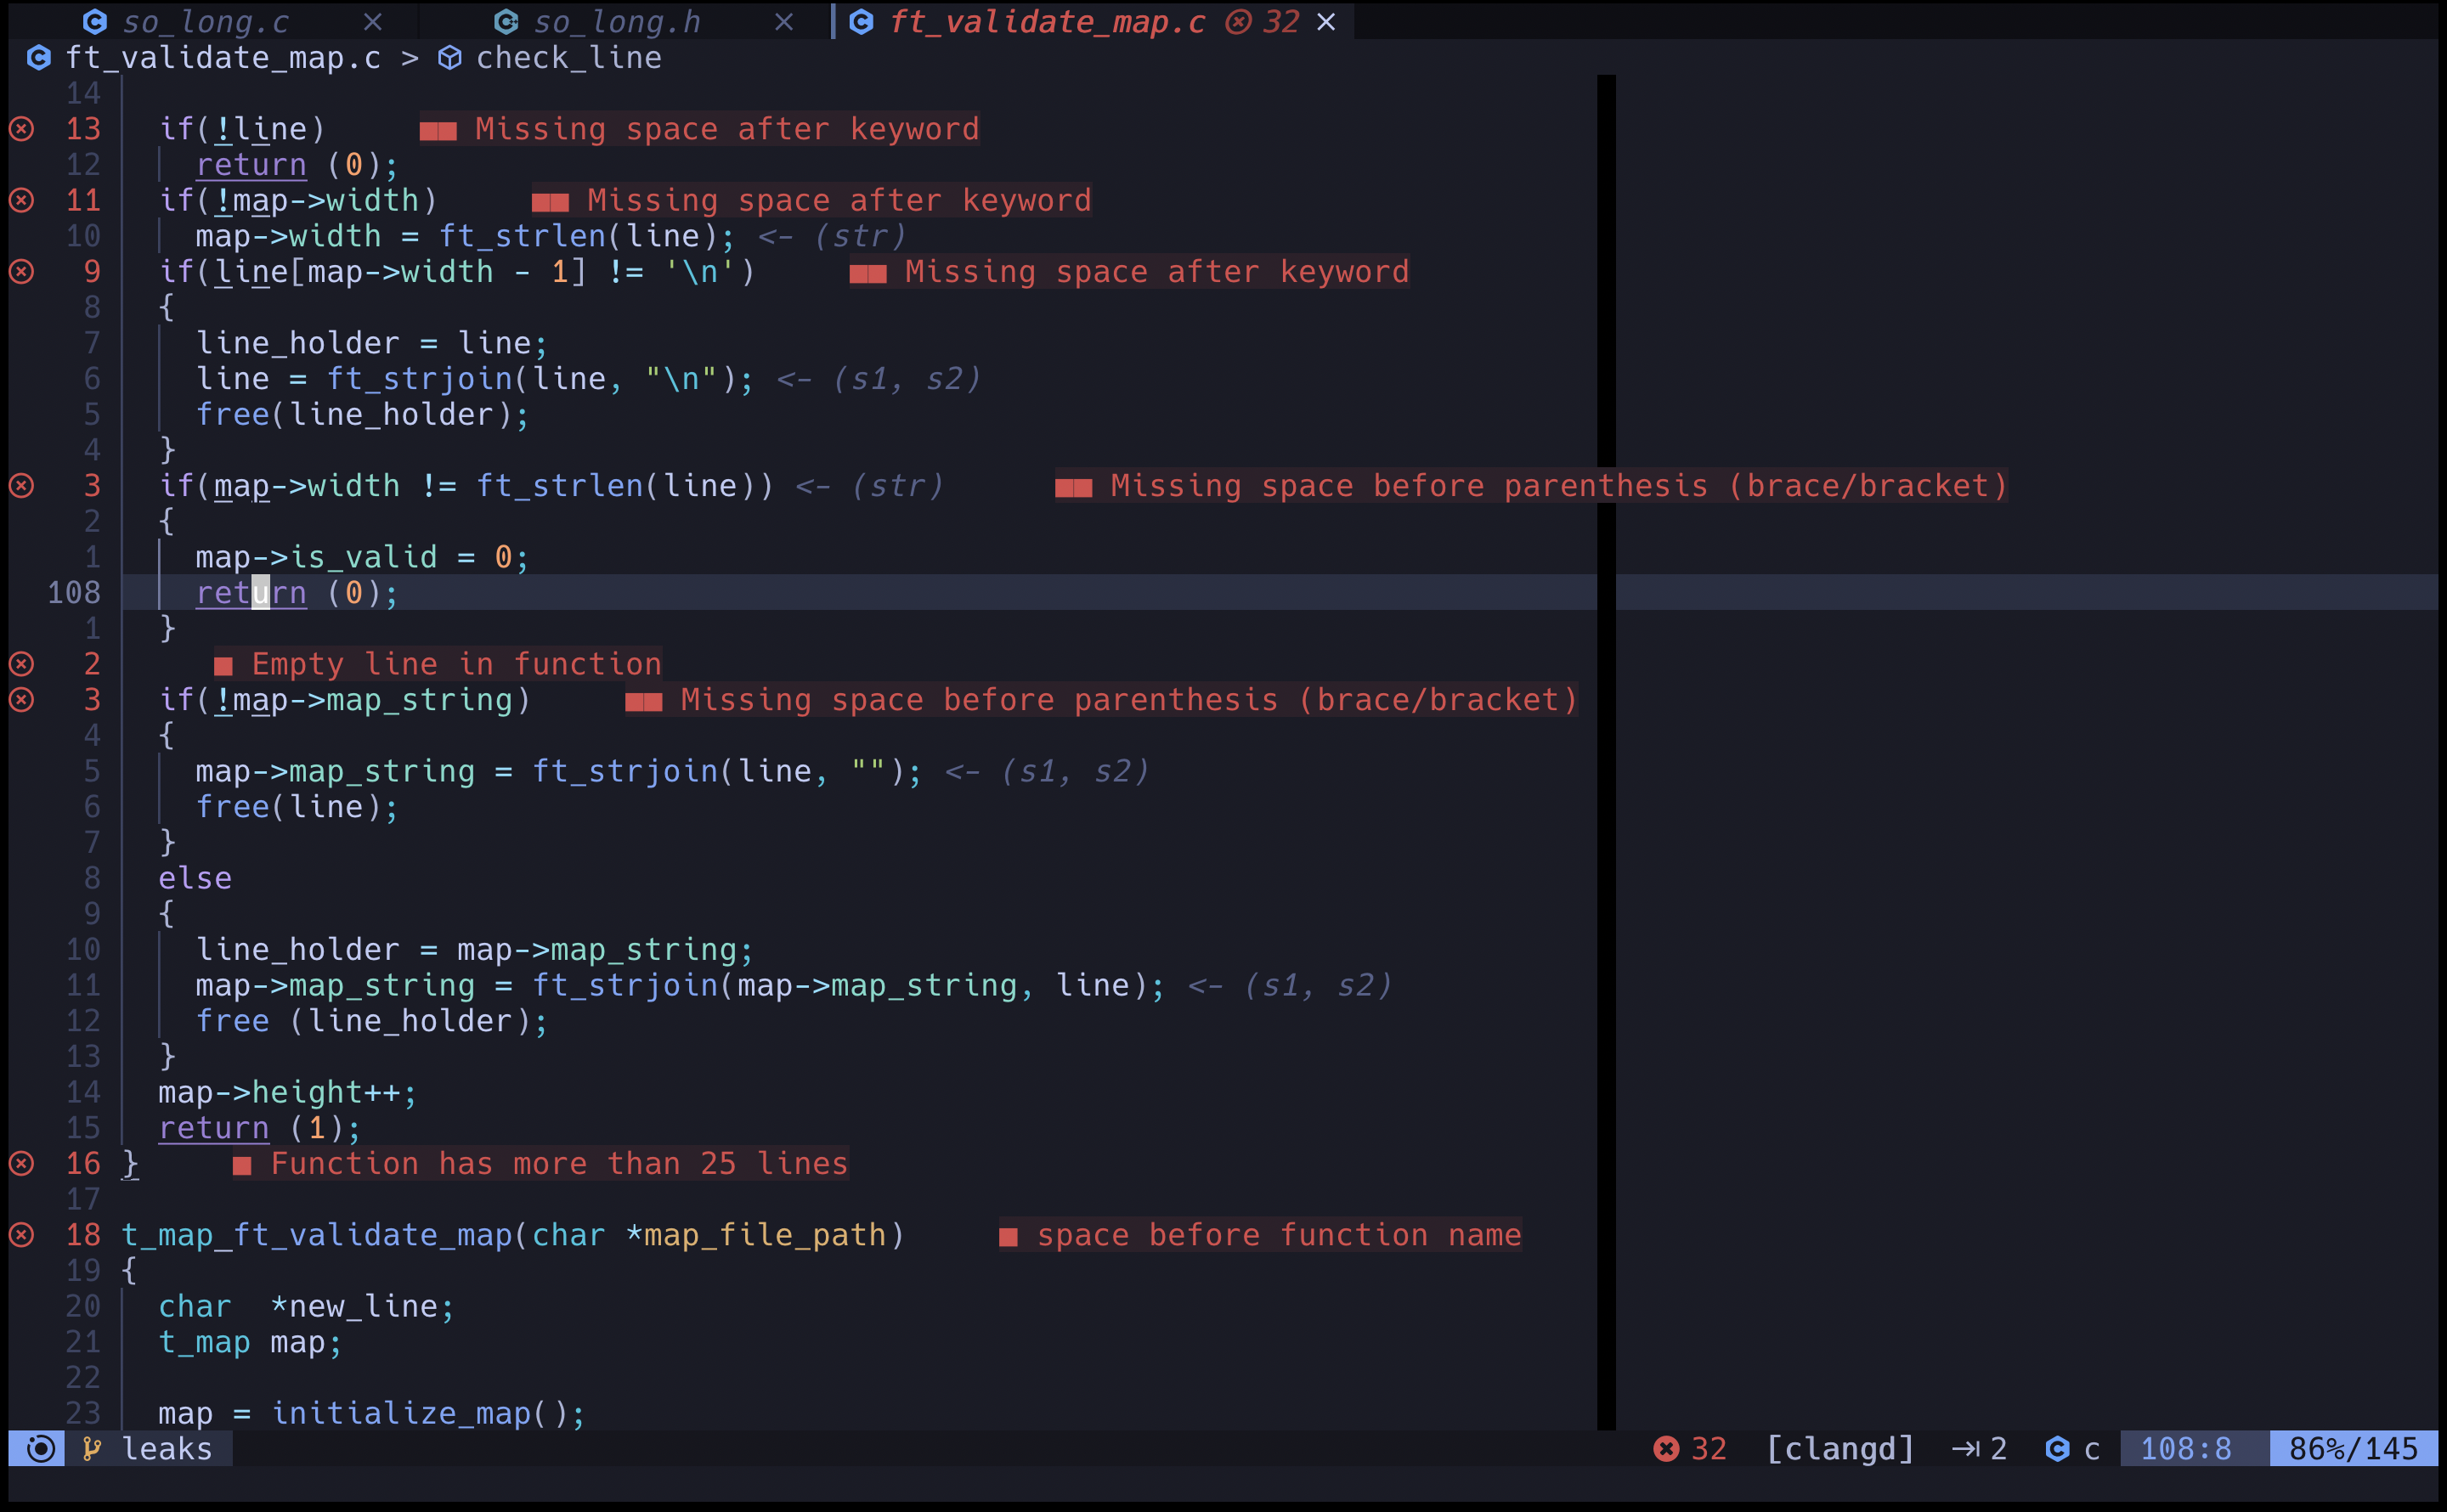 so_long.c × so_long.h × ft_validate_map.c 32 ×
ft_validate_map.c > check_line
14
13 if(!line) ■■ Missing space after keyword
12 return (0);
11 if(!map->width) ■■ Missing space after keyword
10 map->width = ft_strlen(line); <- (str)
9 if(line[map->width - 1] != '\n') ■■ Missing space after keyword
8 {
7 line_holder = line;
6 line = ft_strjoin(line, "\n"); <- (s1, s2)
5 free(line_holder);
4 }
3 if(map->width != ft_strlen(line)) <- (str) ■■ Missing space before parenthesis (brace/bracket)
2 {
1 map->is_valid = 0;
108 return (0);
1 }
2 ■ Empty line in function
3 if(!map->map_string) ■■ Missing space before parenthesis (brace/bracket)
4 {
5 map->map_string = ft_strjoin(line, ""); <- (s1, s2)
6 free(line);
7 }
8 else
9 {
10 line_holder = map->map_string;
11 map->map_string = ft_strjoin(map->map_string, line); <- (s1, s2)
12 free (line_holder);
13 }
14 map->height++;
15 return (1);
16 } ■ Function has more than 25 lines
17
18 t_map ft_validate_map(char *map_file_path) ■ space before function name
19 {
20 char *new_line;
21 t_map map;
22
23 map = initialize_map();
leaks 32 [clangd] 2 c 108:8 86%/145